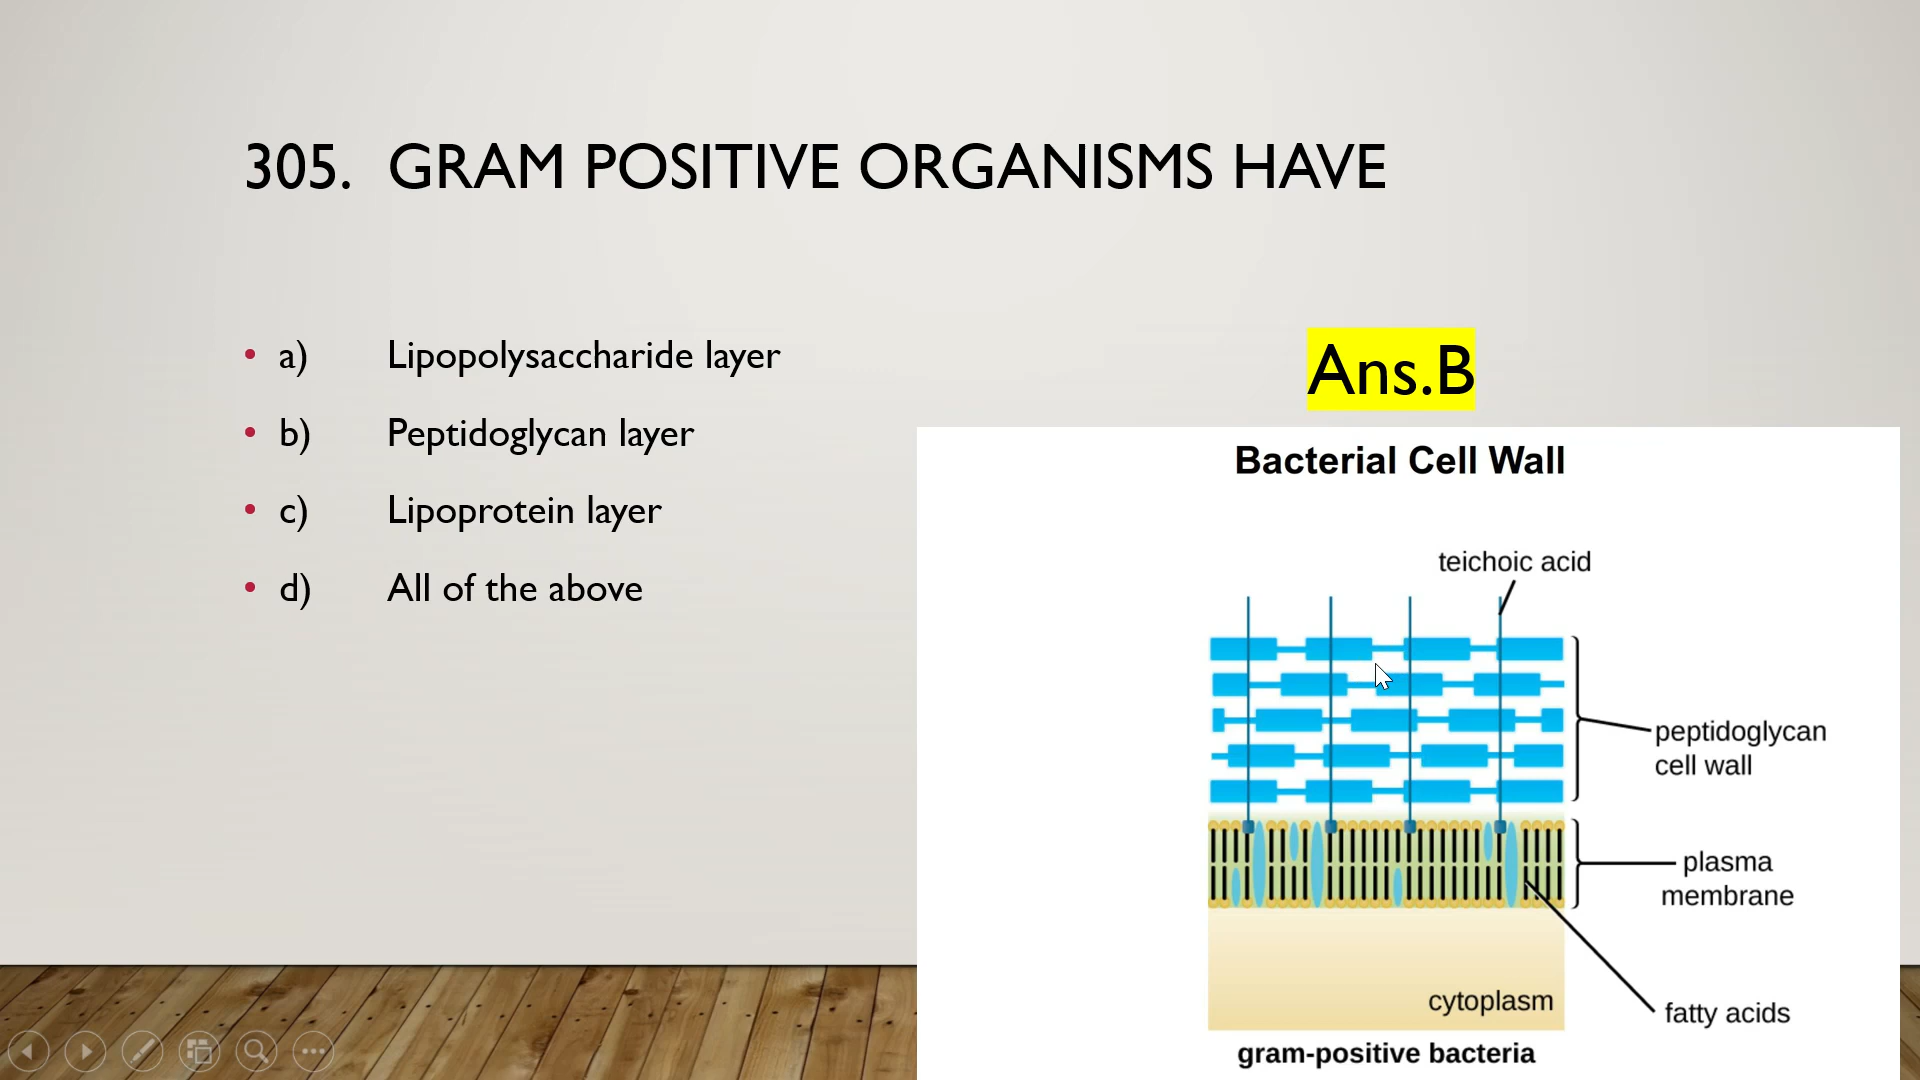 305. GRAM POSITIVE ORGANISMS HAVE
• a) Lipopolysaccharide layer
• b) Peptidoglycan layer
• c) Lipoprotein layer
• d) All of the above
Ans.B
Bacterial Cell Wall
teichoic acid
peptidoglycan
cell wall
plasma
membrane
cytoplasm
fatty acids
gram-positive bacteria